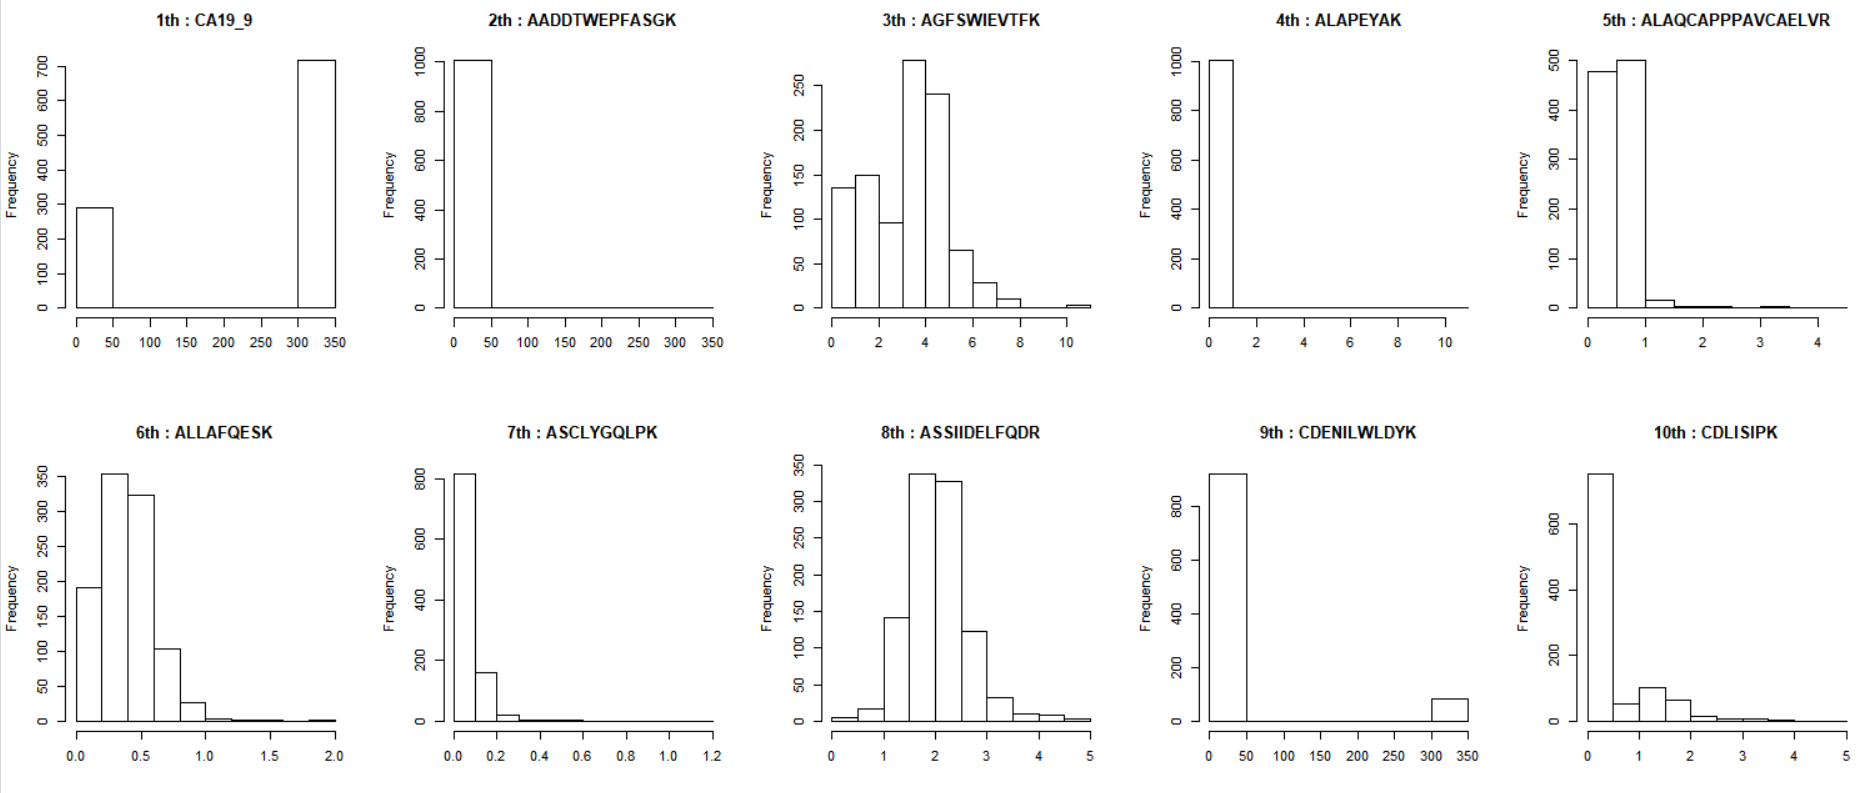 1th : CA19_9
2th : AADDTWEPFASGK
3th : AGFSWIEVTFK
4th : ALAPEYAK
5th : ALAQCAPPPAVCAELVR
Frequency
0 100 200 300 400 500 600 700
0 50 100 150 200 250 300 350
Frequency
0 200 400 600 800 1000
0 50 100 150 200 250 300 350
Frequency
0 50 100 150 200 250
0 2 4 6 8 10
Frequency
0 200 400 600 800 1000
0 2 4 6 8 10
Frequency
0 100 200 300 400 500
0 1 2 3 4
6th : ALLAFQESK
7th : ASCLYGQLPK
8th : ASSIIDELFQDR
9th : CDENILWLDYK
10th : CDLISIPK
Frequency
0 50 100 150 200 250 300 350
0.0 0.5 1.0 1.5 2.0
Frequency
0 200 400 600 800
0.0 0.2 0.4 0.6 0.8 1.0 1.2
Frequency
0 50 100 150 200 250 300 350
0 1 2 3 4 5
Frequency
0 200 400 600 800
0 50 100 150 200 250 300 350
Frequency
0 200 400 600
0 1 2 3 4 5